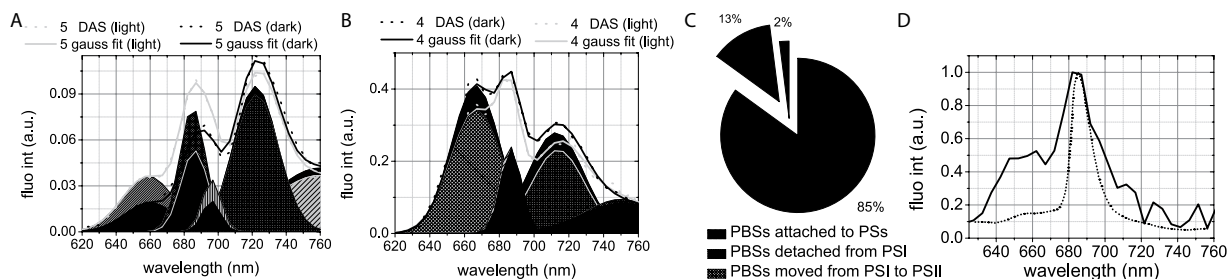 A
5 DAS (light) 5 DAS (dark)
5 gauss fit (light) 5 gauss fit (dark)
fluo int (a.u.)
0.09
0.06
0.03
0.00
620 640 660 680 700 720 740 760
wavelength (nm)
B
4 DAS (dark) 4 DAS (light)
4 gauss fit (dark) 4 gauss fit (light)
fluo int (a.u.)
0.4
0.2
0.0
620 640 660 680 700 720 740 760
wavelength (nm)
C
13% 2%
85%
PBSs attached to PSs
PBSs detached from PSI
PBSs moved from PSI to PSII
D
fluo int (a.u.)
1.0
0.8
0.6
0.4
0.2
0.0
640 660 680 700 720 740 760
wavelength (nm)